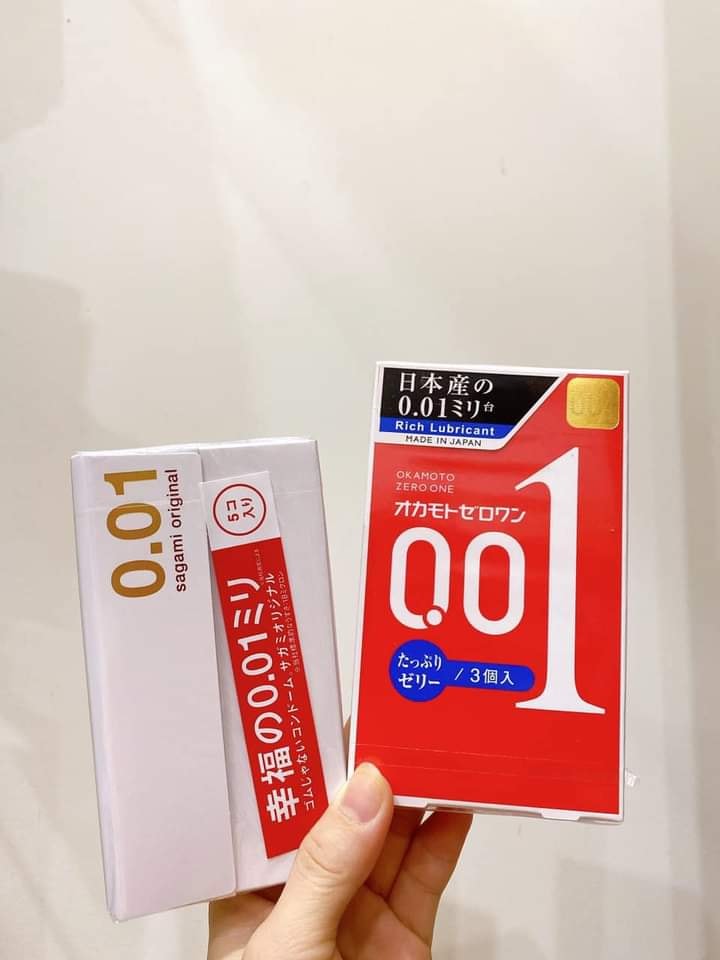 0.01
sagami original
5コ
入り
幸福の0.01ミリ
ゴムじゃないコンドーム、サガミオリジナル
日本産の
0.01ミリ台
Rich Lubricant
MADE IN JAPAN
OKAMOTO
ZERO ONE
オカモトゼロワン
0.01
たっぷり
ゼリー
/ 3個入